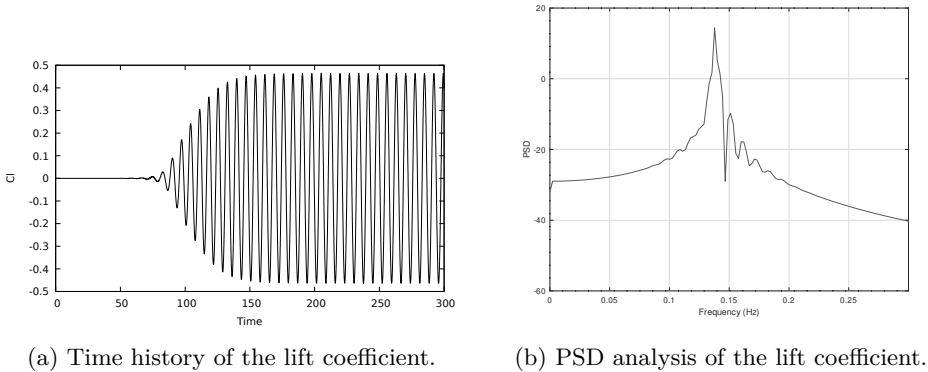 0.5
0.4
0.3
0.2
0.1
0
-0.1
-0.2
-0.3
-0.4
-0.5
Cl
0 50 100 150 200 250 300
Time
(a) Time history of the lift coefficient.
20
0
-20
-40
-60
PSD
0 0.05 0.1 0.15 0.2 0.25
Frequency (Hz)
(b) PSD analysis of the lift coefficient.